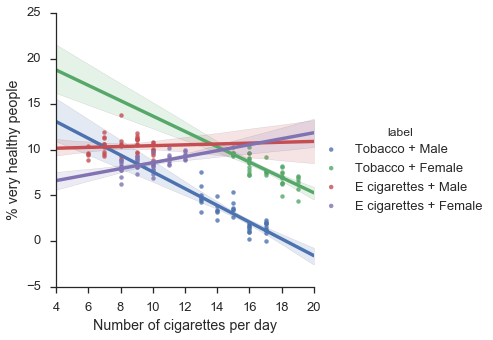 25
20
15
10
5
0
−5
% very healthy people
4 6 8 10 12 14 16 18 20
Number of cigarettes per day
label
Tobacco + Male
Tobacco + Female
E cigarettes + Male
E cigarettes + Female